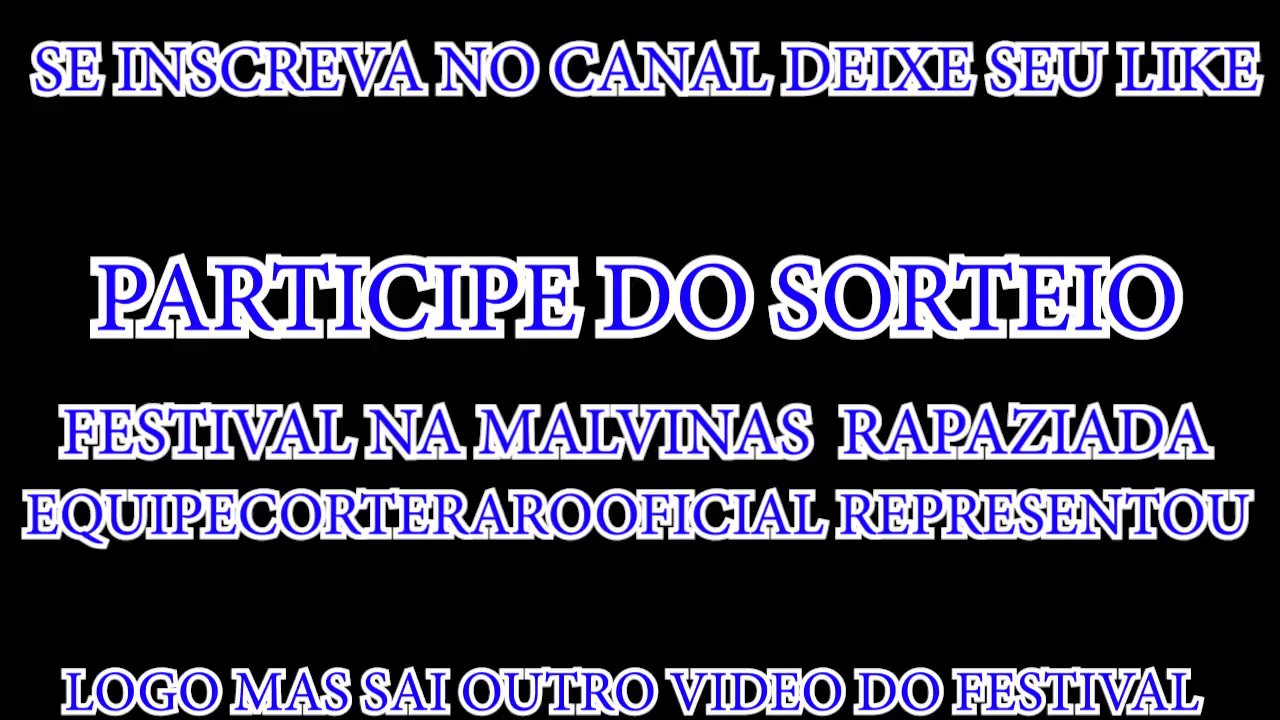 SE INSCREVA NO CANAL DEIXE SEU LIKE
PARTICIPE DO SORTEIO
FESTIVAL NA MALVINAS RAPAZIADA
EQUIPECORTERAROOFICIAL REPRESENTOU
LOGO MAS SAI OUTRO VIDEO DO FESTIVAL